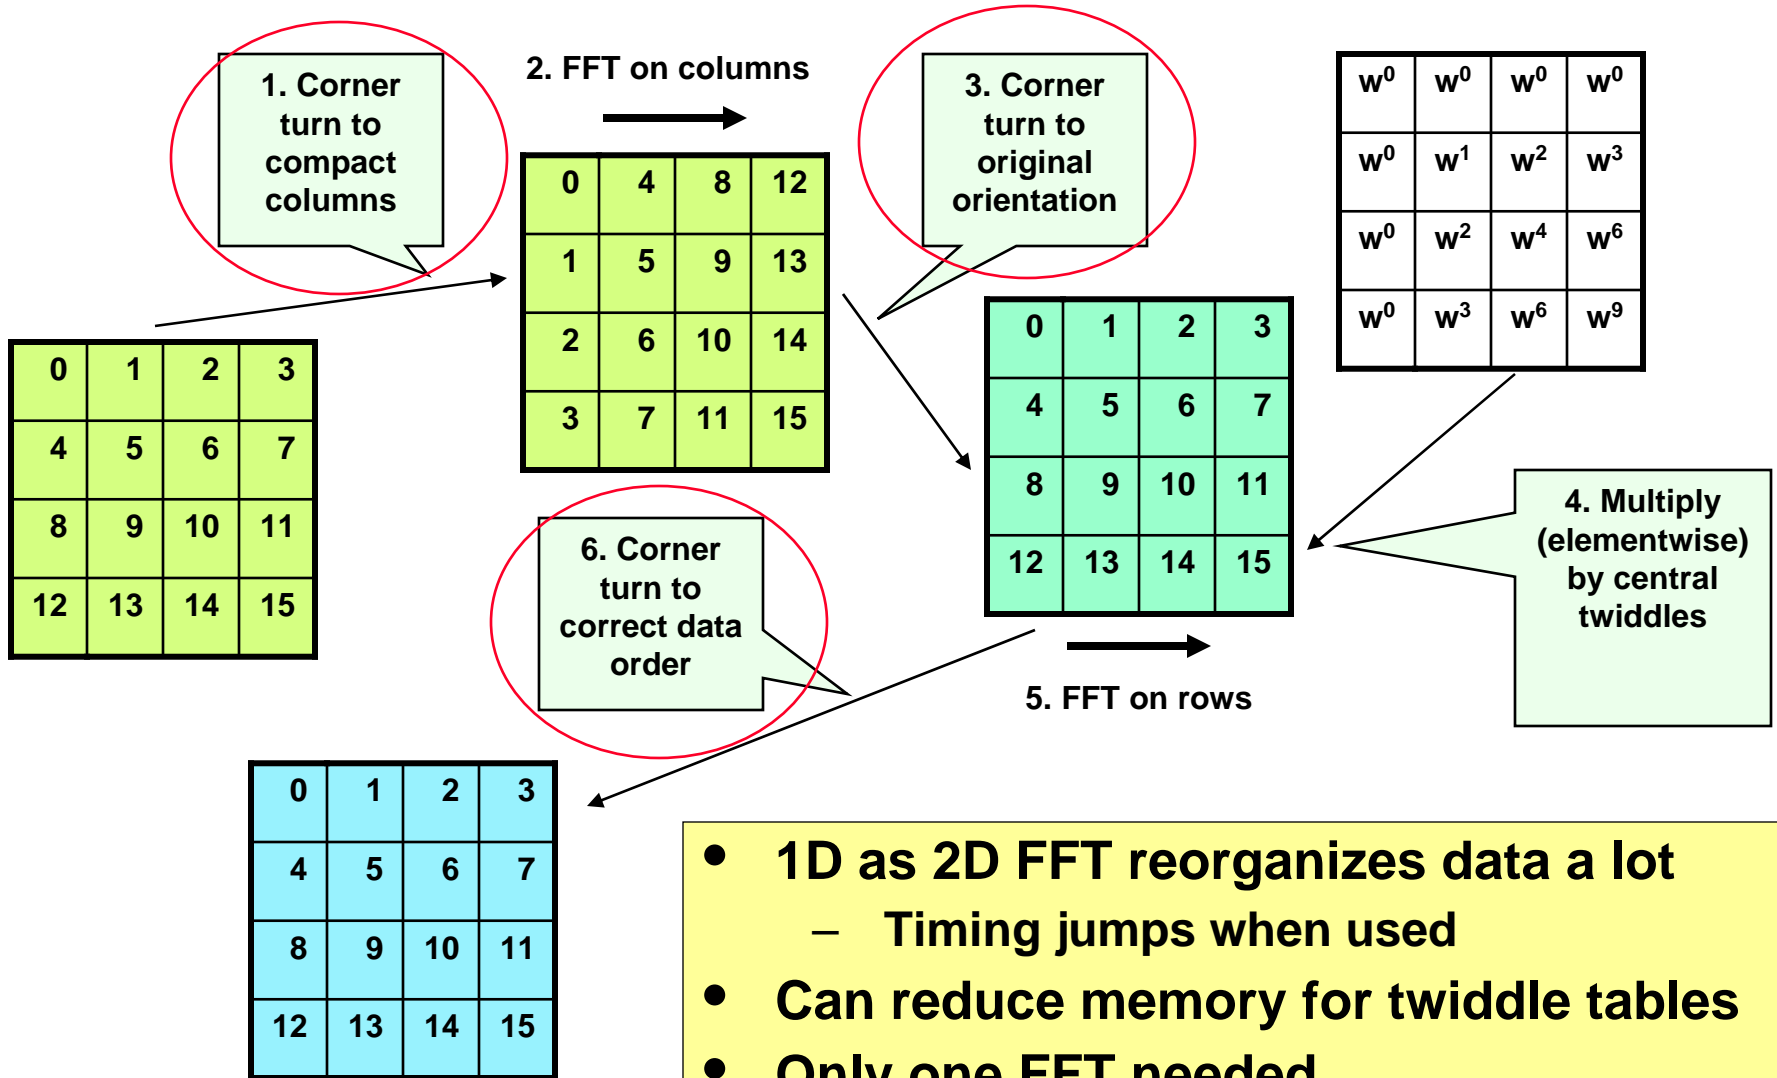 1. Corner
turn to
compact
columns
2. FFT on columns
3. Corner
turn to
original
orientation
w⁰ w⁰ w⁰ w⁰
w⁰ w¹ w² w³
w⁰ w² w⁴ w⁶
w⁰ w³ w⁶ w⁹
0 4 8 12
1 5 9 13
2 6 10 14
3 7 11 15
0 1 2 3
4 5 6 7
8 9 10 11
12 13 14 15
0 1 2 3
4 5 6 7
8 9 10 11
12 13 14 15
4. Multiply
(elementwise)
by central
twiddles
6. Corner
turn to
correct data
order
5. FFT on rows
0 1 2 3
4 5 6 7
8 9 10 11
12 13 14 15
• 1D as 2D FFT reorganizes data a lot
– Timing jumps when used
• Can reduce memory for twiddle tables
• Only one FFT needed